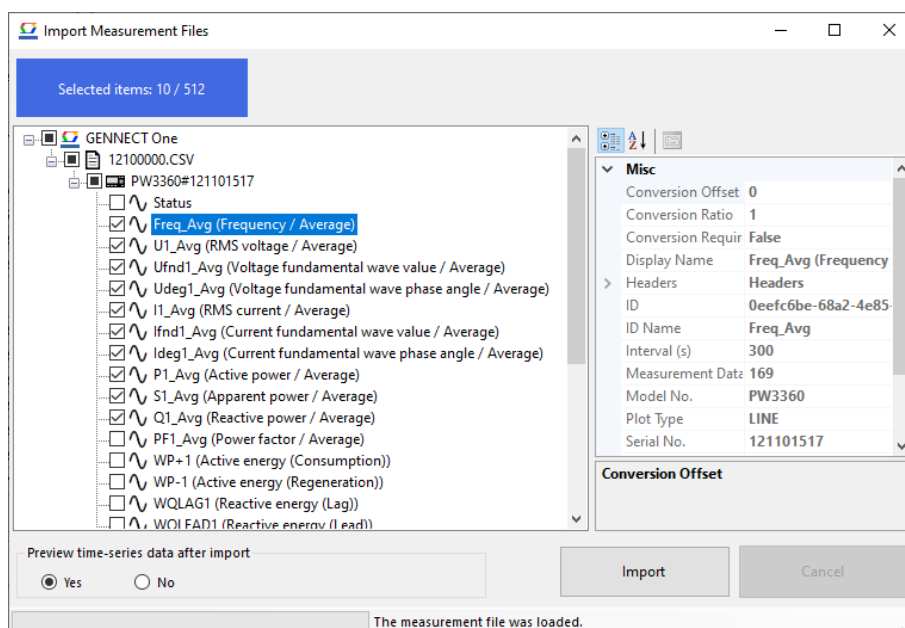 Import Measurement Files
Selected items: 10 / 512
GENNECT One
12100000.CSV
PW3360#121101517
Status
Freq_Avg (Frequency / Average)
U1_Avg (RMS voltage / Average)
Ufnd1_Avg (Voltage fundamental wave value / Average)
Udeg1_Avg (Voltage fundamental wave phase angle / Average)
I1_Avg (RMS current / Average)
Ifnd1_Avg (Current fundamental wave value / Average)
Ideg1_Avg (Current fundamental wave phase angle / Average)
P1_Avg (Active power / Average)
S1_Avg (Apparent power / Average)
Q1_Avg (Reactive power / Average)
PF1_Avg (Power factor / Average)
WP+1 (Active energy (Consumption))
WP-1 (Active energy (Regeneration))
WQLAG1 (Reactive energy (Lag))
WQLEAD1 (Reactive energy (Lead))
Misc
Conversion Offset 0
Conversion Ratio 1
Conversion Requir False
Display Name Freq_Avg (Frequency
Headers Headers
ID 0eefc6be-68a2-4e85-
ID Name Freq_Avg
Interval (s) 300
Measurement Data 169
Model No. PW3360
Plot Type LINE
Serial No. 121101517
Conversion Offset
Preview time-series data after import
Yes No
Import
Cancel
The measurement file was loaded.